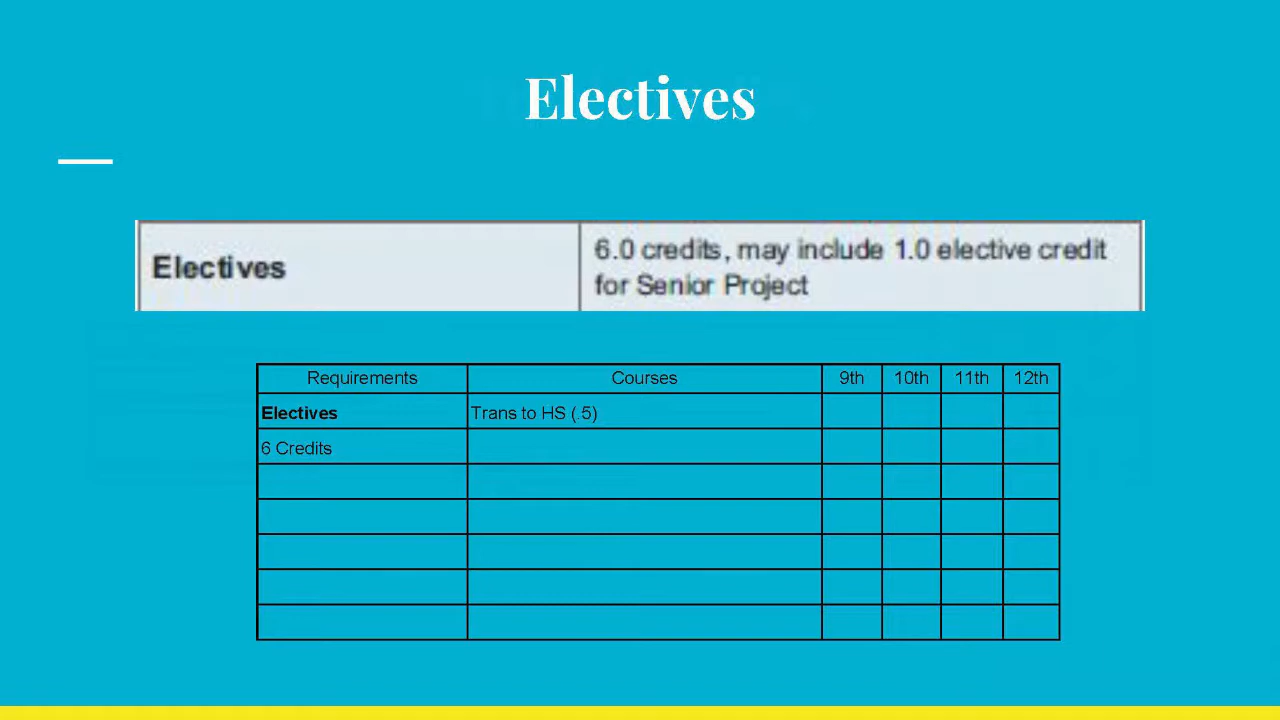 Electives
Electives
6.0 credits, may include 1.0 elective credit
for Senior Project
Requirements Courses 9th 10th 11th 12th
Electives Trans to HS (.5)
6 Credits